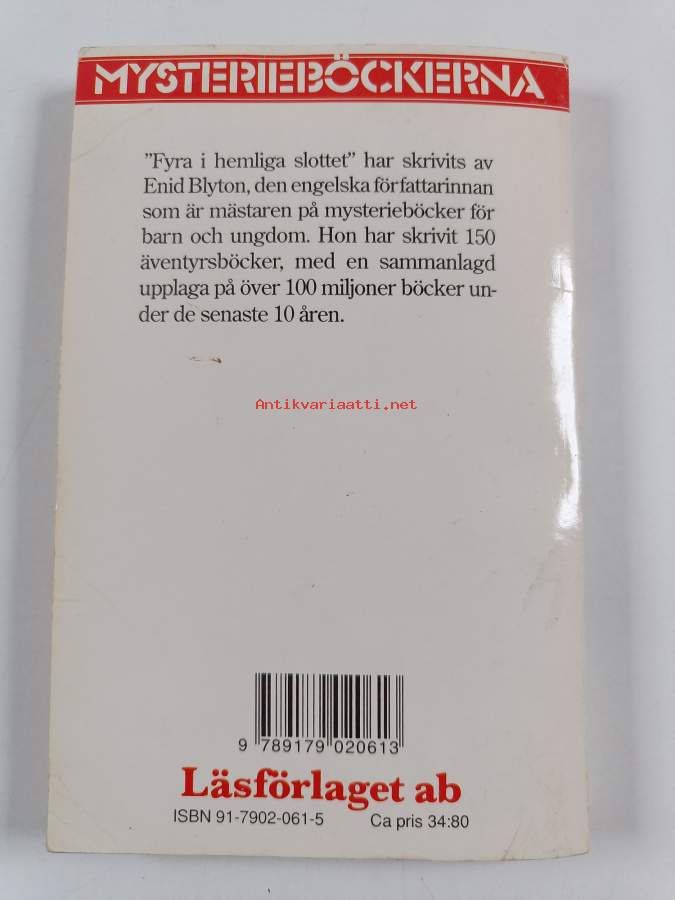 MYSTERIEBÖCKERNA
"Fyra i hemliga slottet" har skrivits av
Enid Blyton, den engelska författarinnan
som är mästaren på mysterieböcker för
barn och ungdom. Hon har skrivit 150
äventyrsböcker, med en sammanlagd
upplaga på över 100 miljoner böcker un-
der de senaste 10 åren.
Antikvariaatti.net
9 789179 020613
Läsförlaget ab
ISBN 91-7902-061-5 Ca pris 34:80